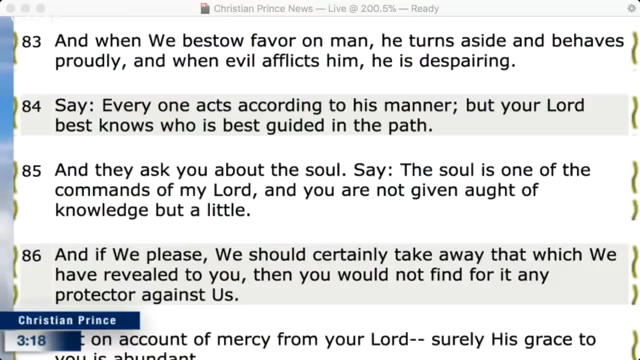 Christian Prince News — Live @ 200.5% — Ready
83 And when We bestow favor on man, he turns aside and behaves
proudly, and when evil afflicts him, he is despairing.
84 Say: Every one acts according to his manner; but your Lord
best knows who is best guided in the path.
85 And they ask you about the soul. Say: The soul is one of the
commands of my Lord, and you are not given aught of
knowledge but a little.
86 And if We please, We should certainly take away that which We
have revealed to you, then you would not find for it any
protector against Us.
Christian Prince
3:18
on account of mercy from your Lord-- surely His grace to
you is abundant.